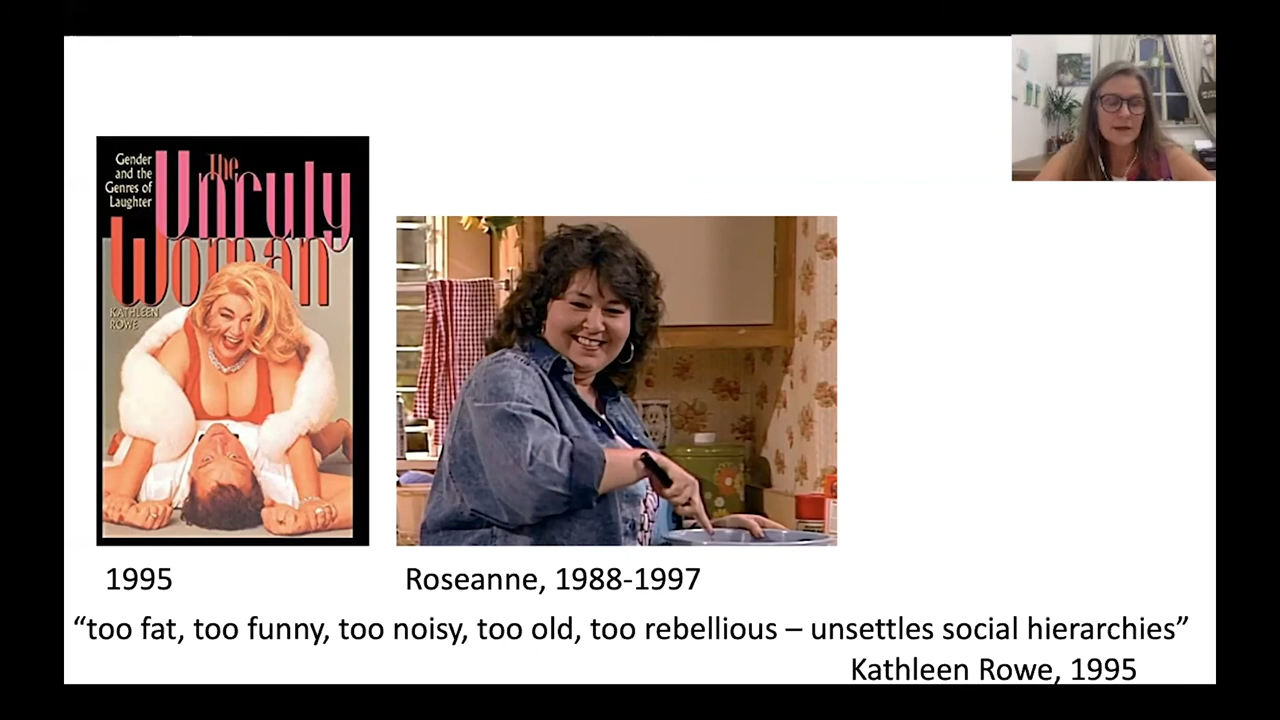 Gender
and the
Genres of
Laughter
The
Unruly
Woman
KATHLEEN
ROWE
1995
Roseanne, 1988-1997
“too fat, too funny, too noisy, too old, too rebellious – unsettles social hierarchies”
Kathleen Rowe, 1995